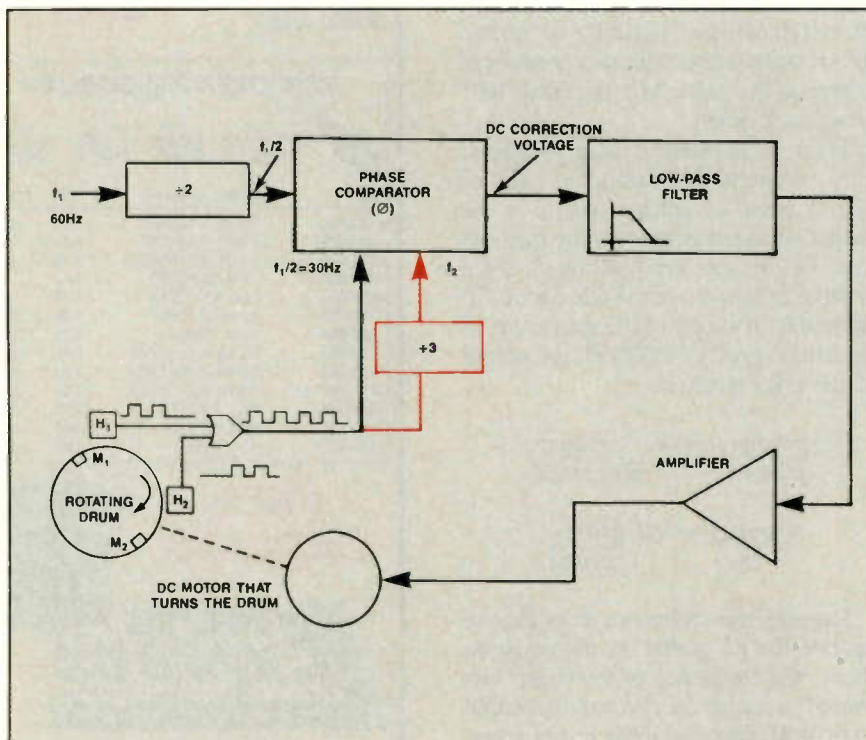 f₁
60Hz
÷2
f₁/2
PHASE
COMPARATOR
(Ø)
DC CORRECTION
VOLTAGE
LOW-PASS
FILTER
f₁/2=30Hz
f₂
÷3
H₁
M₁
H₂
ROTATING
DRUM
M₂
DC MOTOR THAT
TURNS THE DRUM
AMPLIFIER